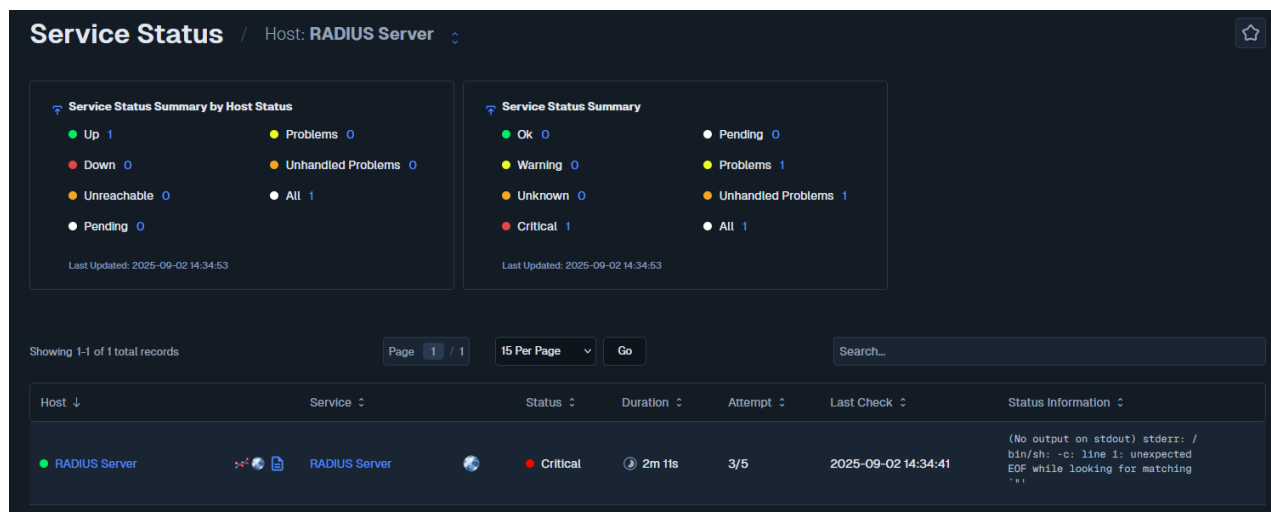 Service Status / Host: RADIUS Server
Service Status Summary by Host Status
Up 1 Problems 0
Down 0 Unhandled Problems 0
Unreachable 0 All 1
Pending 0
Last Updated: 2025-09-02 14:34:53
Service Status Summary
Ok 0 Pending 0
Warning 0 Problems 1
Unknown 0 Unhandled Problems 1
Critical 1 All 1
Last Updated: 2025-09-02 14:34:53
Showing 1-1 of 1 total records Page 1 / 1 15 Per Page Go Search...
Host Service Status Duration Attempt Last Check Status Information
RADIUS Server RADIUS Server Critical 2m 11s 3/5 2025-09-02 14:34:41
(No output on stdout) stderr: /
bin/sh: -c: line 1: unexpected
EOF while looking for matching
`"'